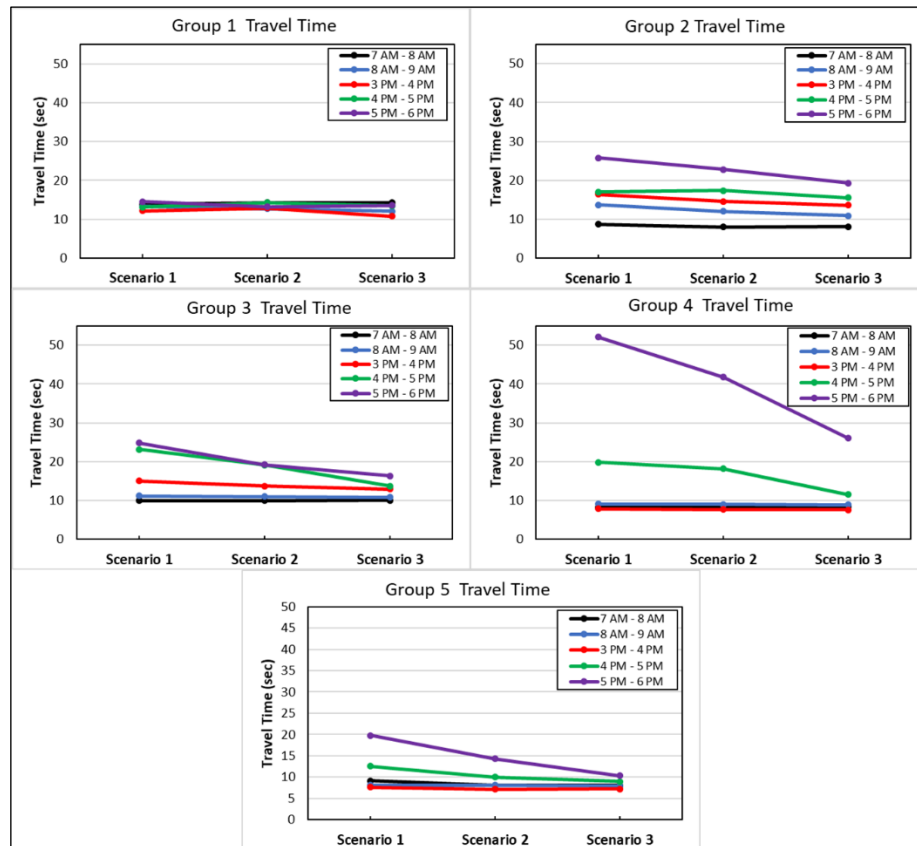 Group 1 Travel Time
Travel Time (sec)
50
40
30
20
10
0
7 AM - 8 AM
8 AM - 9 AM
3 PM - 4 PM
4 PM - 5 PM
5 PM - 6 PM
Scenario 1 Scenario 2 Scenario 3
Group 2 Travel Time
Travel Time (sec)
50
40
30
20
10
0
7 AM - 8 AM
8 AM - 9 AM
3 PM - 4 PM
4 PM - 5 PM
5 PM - 6 PM
Scenario 1 Scenario 2 Scenario 3
Group 3 Travel Time
Travel Time (sec)
50
40
30
20
10
0
7 AM - 8 AM
8 AM - 9 AM
3 PM - 4 PM
4 PM - 5 PM
5 PM - 6 PM
Scenario 1 Scenario 2 Scenario 3
Group 4 Travel Time
Travel Time (sec)
50
40
30
20
10
0
7 AM - 8 AM
8 AM - 9 AM
3 PM - 4 PM
4 PM - 5 PM
5 PM - 6 PM
Scenario 1 Scenario 2 Scenario 3
Group 5 Travel Time
Travel Time (sec)
50
45
40
35
30
25
20
15
10
5
0
7 AM - 8 AM
8 AM - 9 AM
3 PM - 4 PM
4 PM - 5 PM
5 PM - 6 PM
Scenario 1 Scenario 2 Scenario 3